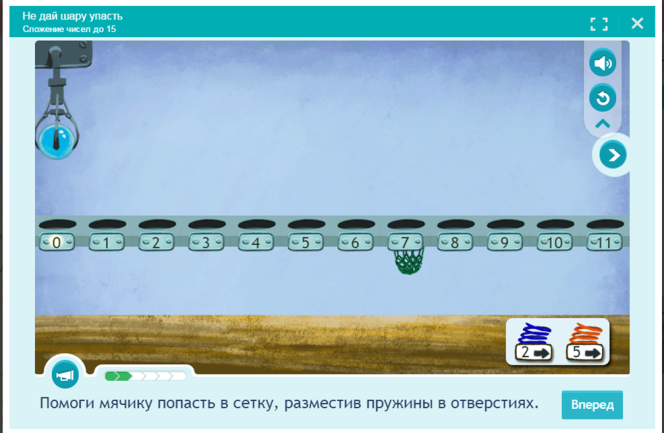 Не дай шару упасть
Сложение чисел до 15
0 1 2 3 4 5 6 7 8 9 10 11
2 5
Помоги мячику попасть в сетку, разместив пружины в отверстиях.
Вперед